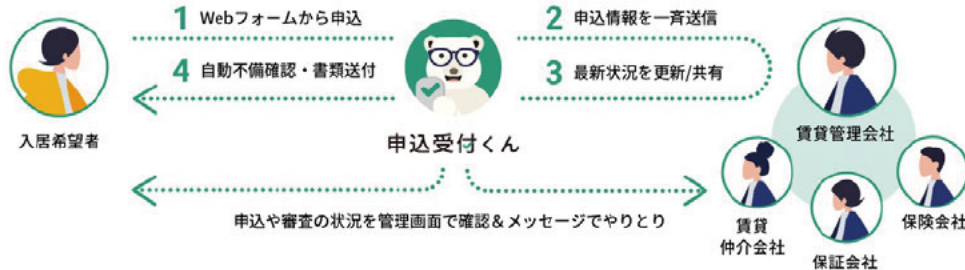 1 Webフォームから申込
2 申込情報を一斉送信
4 自動不備確認・書類送付
3 最新状況を更新/共有
入居希望者
申込受付くん
賃貸管理会社
申込や審査の状況を管理画面で確認&メッセージでやりとり
賃貸
仲介会社
保証会社
保険会社